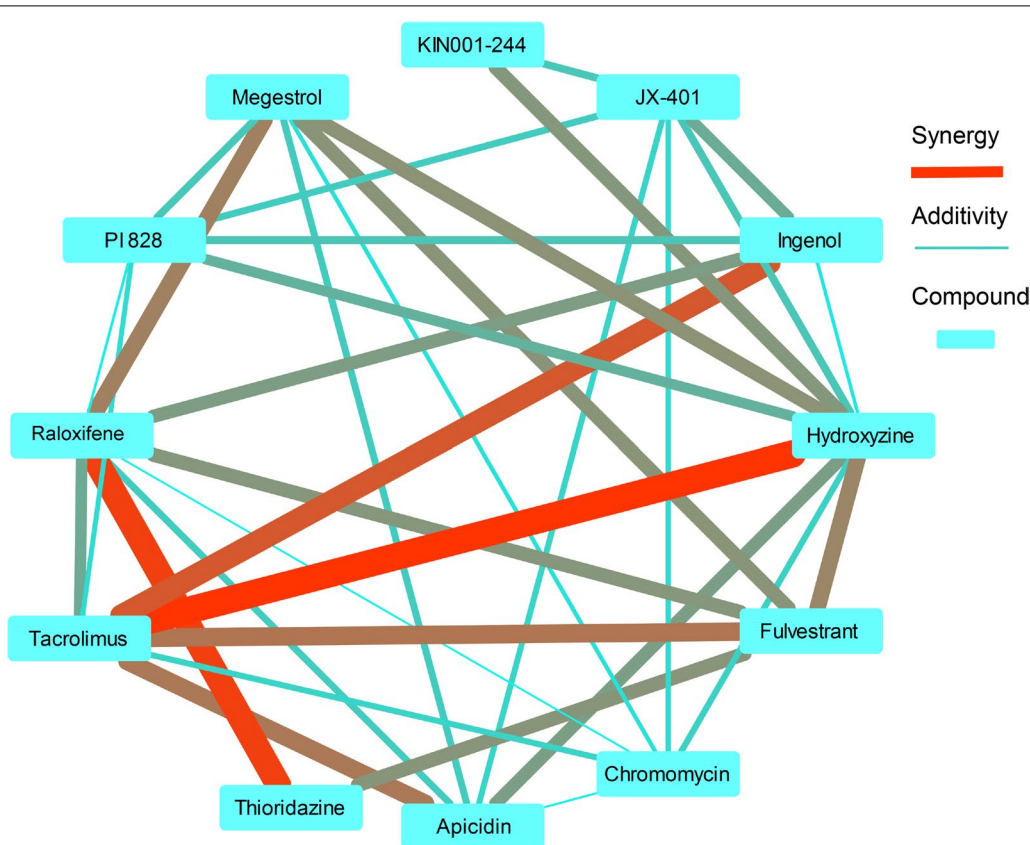 KIN001-244
Megestrol
JX-401
Synergy
Additivity
PI 828
Ingenol
Compound
Raloxifene
Hydroxyzine
Tacrolimus
Fulvestrant
Chromomycin
Thioridazine
Apicidin